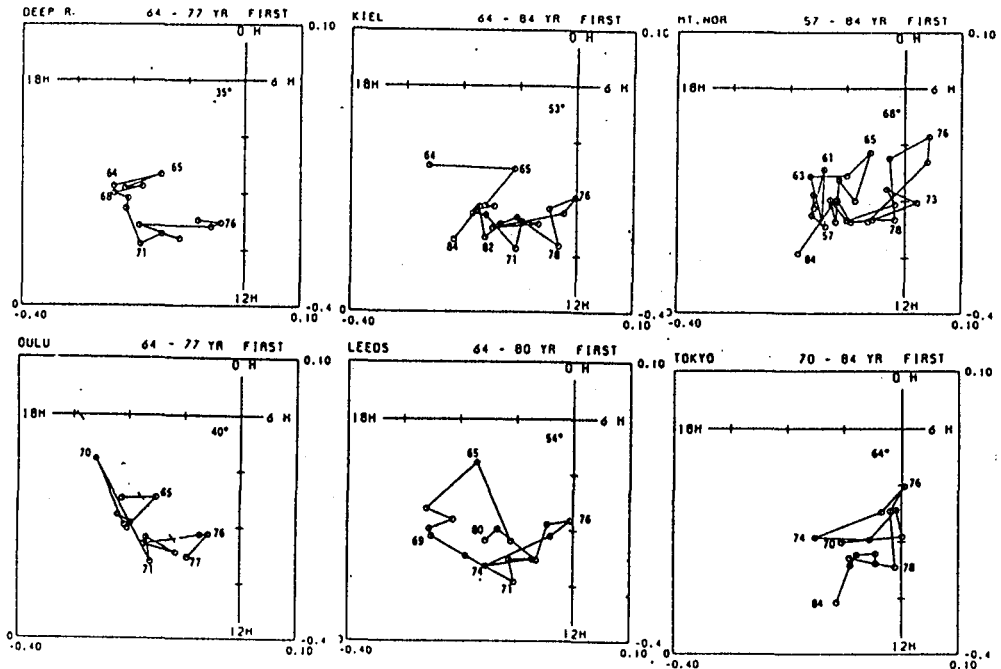 DEEP R. 64 - 77 YR FIRST
0.10
0 H
18H
6 H
35°
64
65
68
76
71
12H
0
-0.4
-0.40
0.10
KIEL 64 - 84 YR FIRST
0.10
0 H
18H
6 H
53°
64
65
76
84
82
71
78
12H
0
-0.4
-0.40
0.10
MT.NOR 57 - 84 YR FIRST
0.10
0 H
18H
6 H
68°
76
65
61
63
73
57
78
84
12H
-0.4
-0.40
0.10
OULU 64 - 77 YR FIRST
0.10
0 H
18H
6 H
40°
70
65
76
71
77
12H
0
-0.4
-0.40
0.10
LEEDS 64 - 80 YR FIRST
0.10
0 H
18H
6 H
54°
65
80
76
69
74
71
12H
0
-0.4
-0.40
0.10
TOKYO 70 - 84 YR FIRST
0.10
0 H
18H
6 H
64°
76
74
70
78
84
12H
-0.4
-0.40
0.10